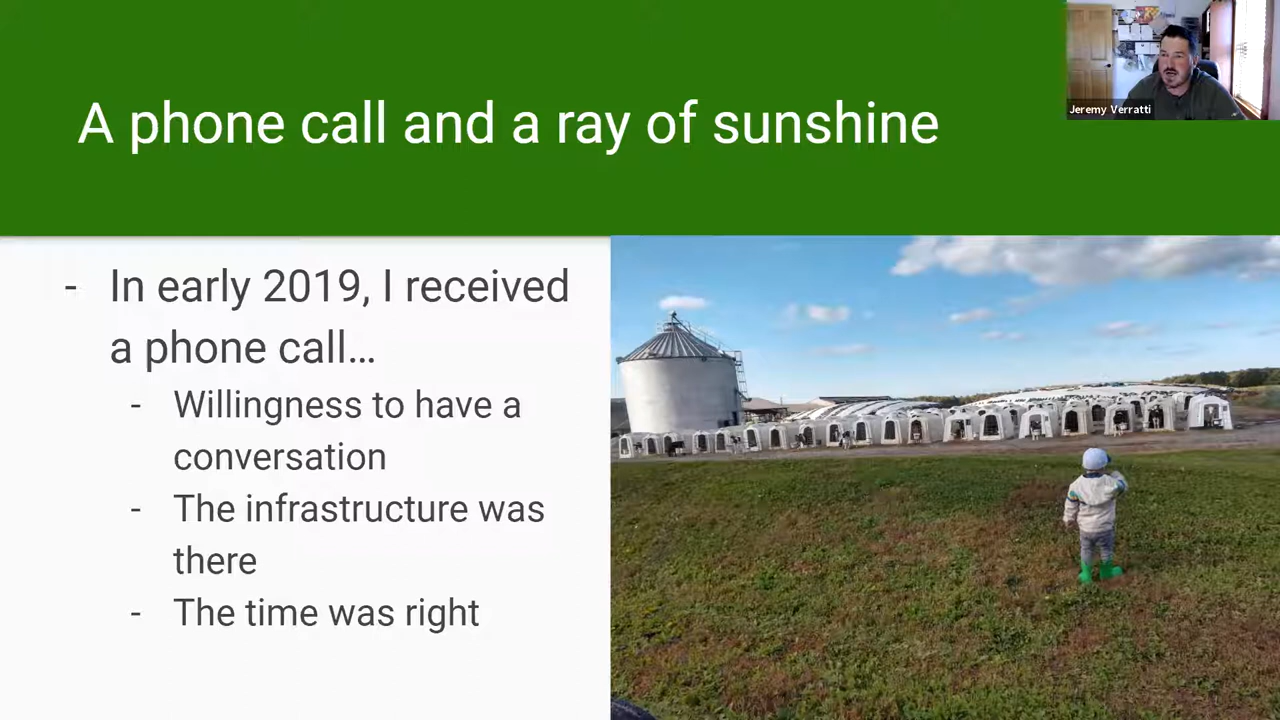 A phone call and a ray of sunshine
Jeremy Verratti
- In early 2019, I received
a phone call…
- Willingness to have a
conversation
- The infrastructure was
there
- The time was right